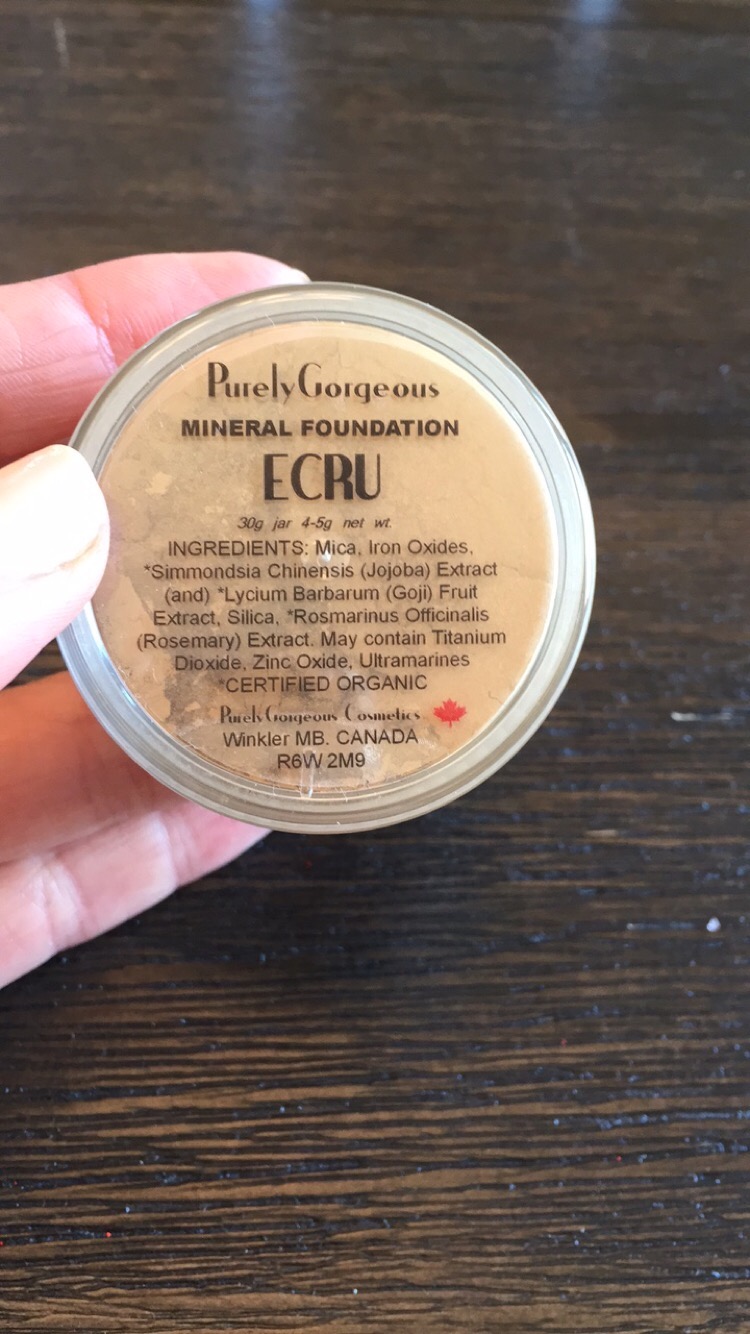 Purely Gorgeous
MINERAL FOUNDATION
ECRU
30g jar 4-5g net wt.
INGREDIENTS: Mica, Iron Oxides,
*Simmondsia Chinensis (Jojoba) Extract
(and) *Lycium Barbarum (Goji) Fruit
Extract, Silica, *Rosmarinus Officinalis
(Rosemary) Extract. May contain Titanium
Dioxide, Zinc Oxide, Ultramarines
*CERTIFIED ORGANIC
Purely Gorgeous Cosmetics
Winkler MB. CANADA
R6W 2M9